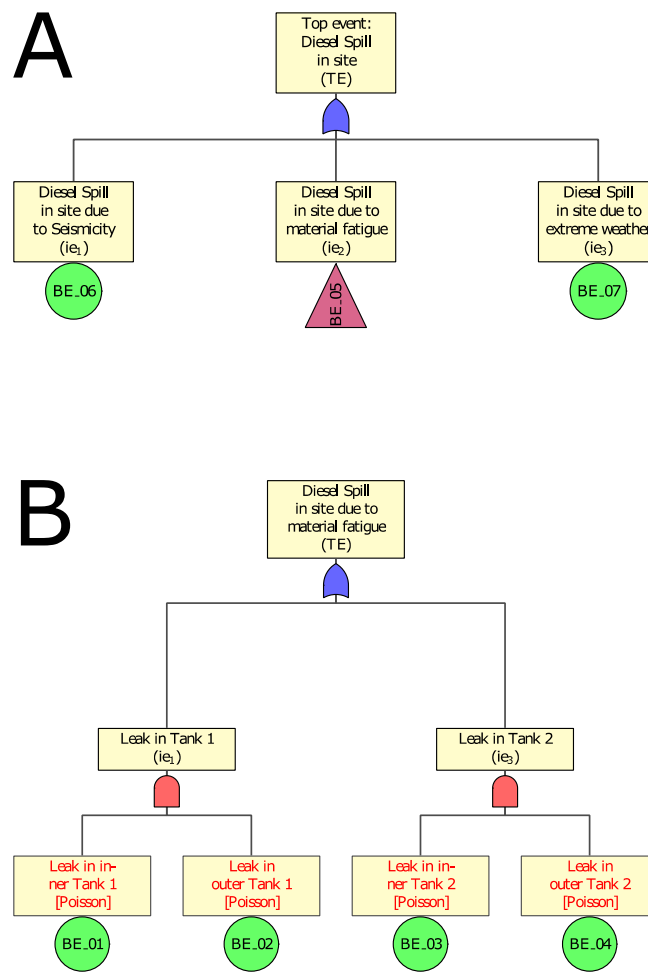 A
Top event:
Diesel Spill
in site
(TE)
Diesel Spill
in site due
to Seismicity
(ie₁)
Diesel Spill
in site due to
material fatigue
(ie₂)
Diesel Spill
in site due to
extreme weather
(ie₃)
BE_06
BE_05
BE_07
B
Diesel Spill
in site due to
material fatigue
(TE)
Leak in Tank 1
(ie₁)
Leak in Tank 2
(ie₃)
Leak in in-
ner Tank 1
[Poisson]
Leak in
outer Tank 1
[Poisson]
Leak in in-
ner Tank 2
[Poisson]
Leak in
outer Tank 2
[Poisson]
BE_01
BE_02
BE_03
BE_04